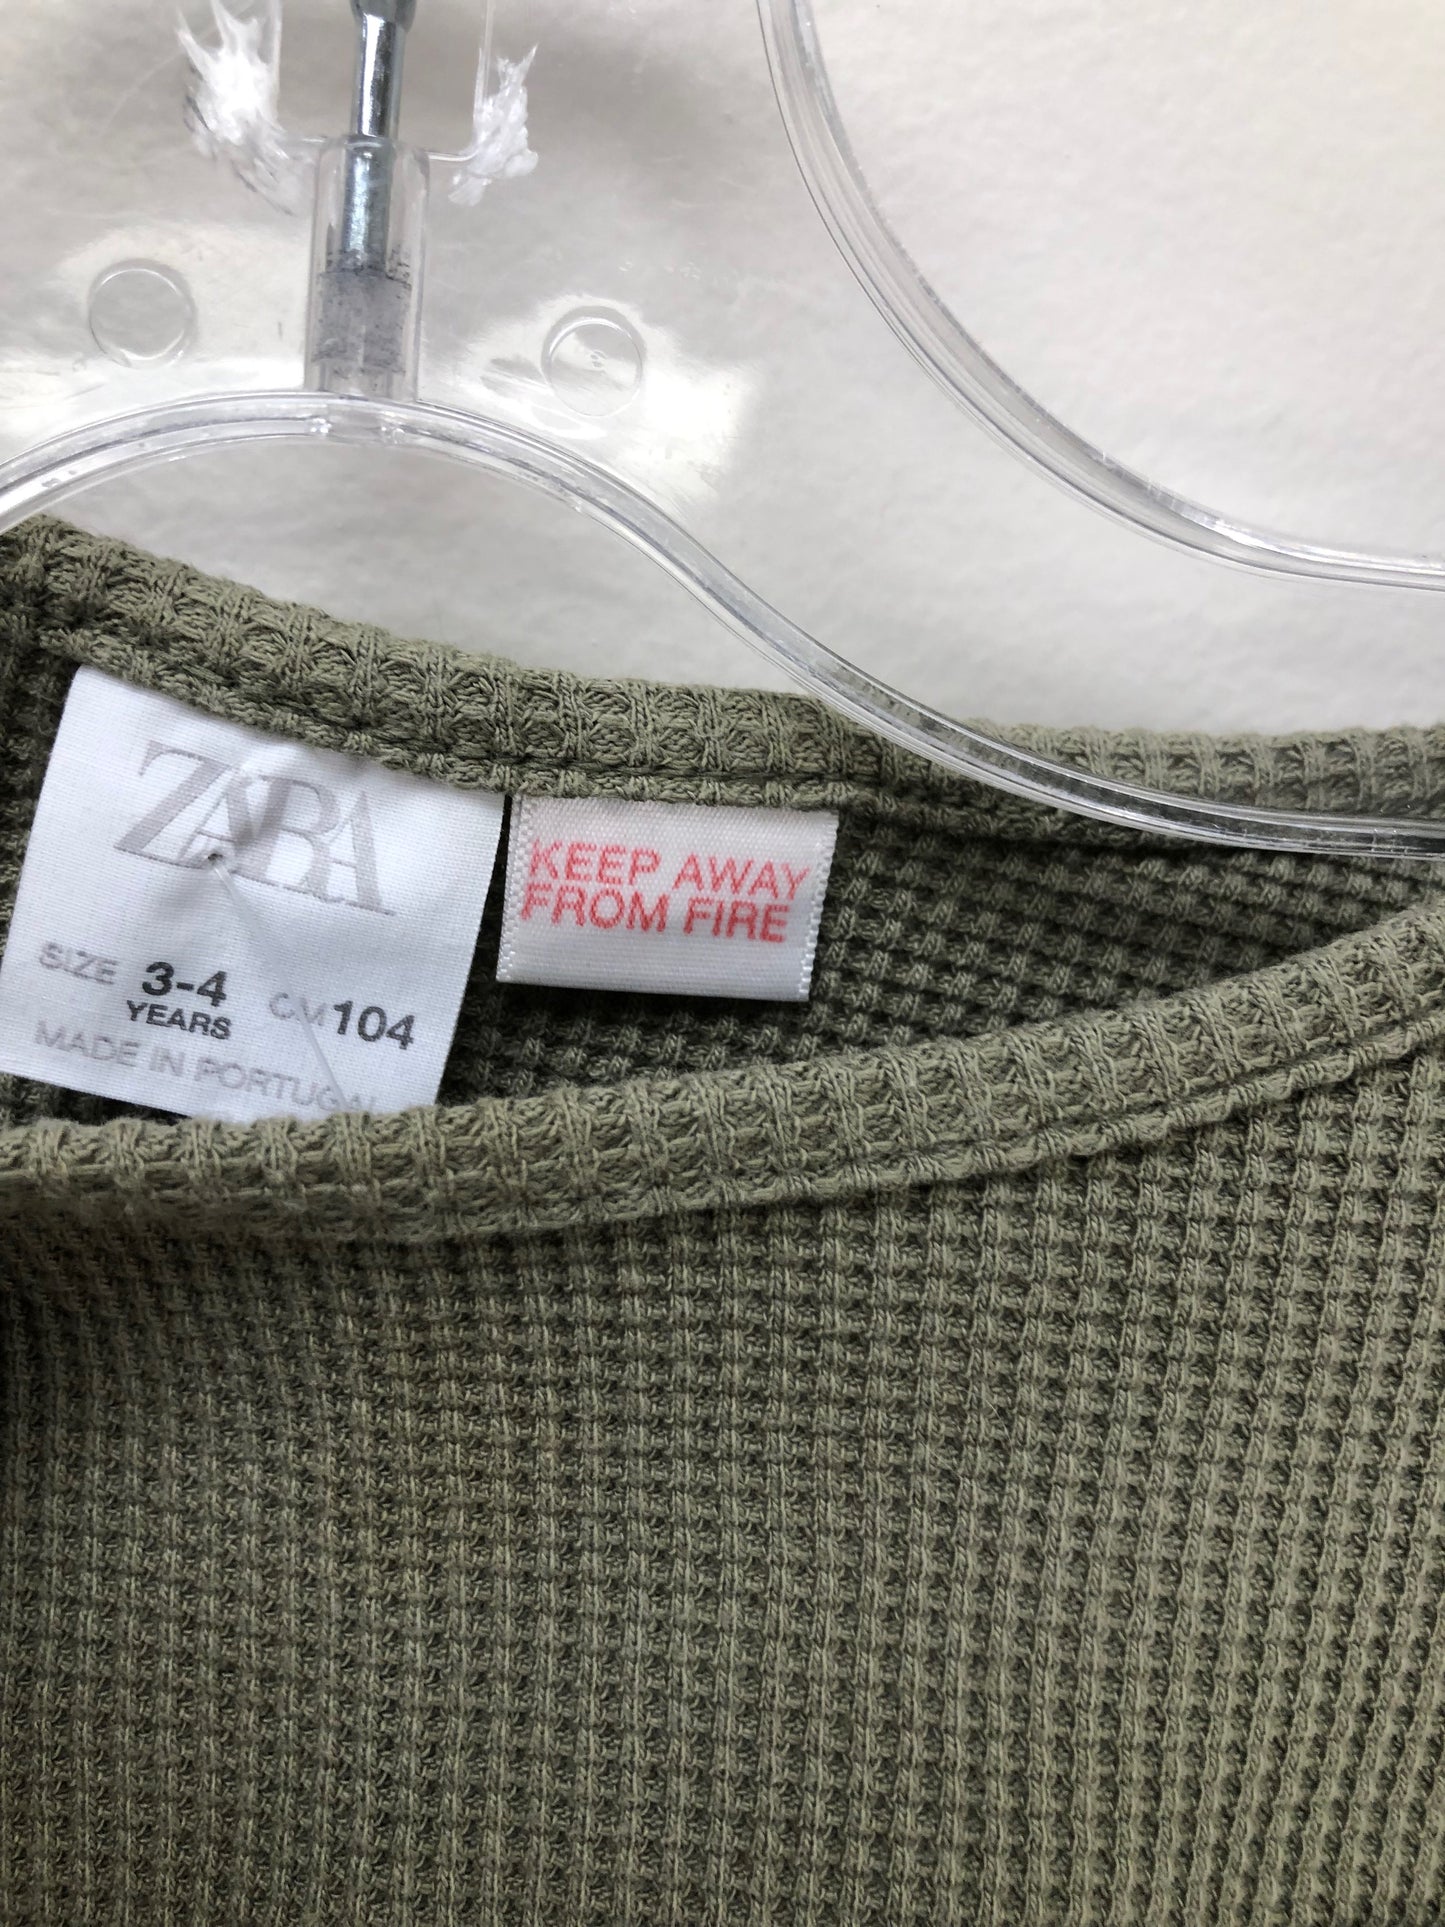 ZARA
SIZE 3-4 CM 104
YEARS
MADE IN PORTUGAL
KEEP AWAY
FROM FIRE